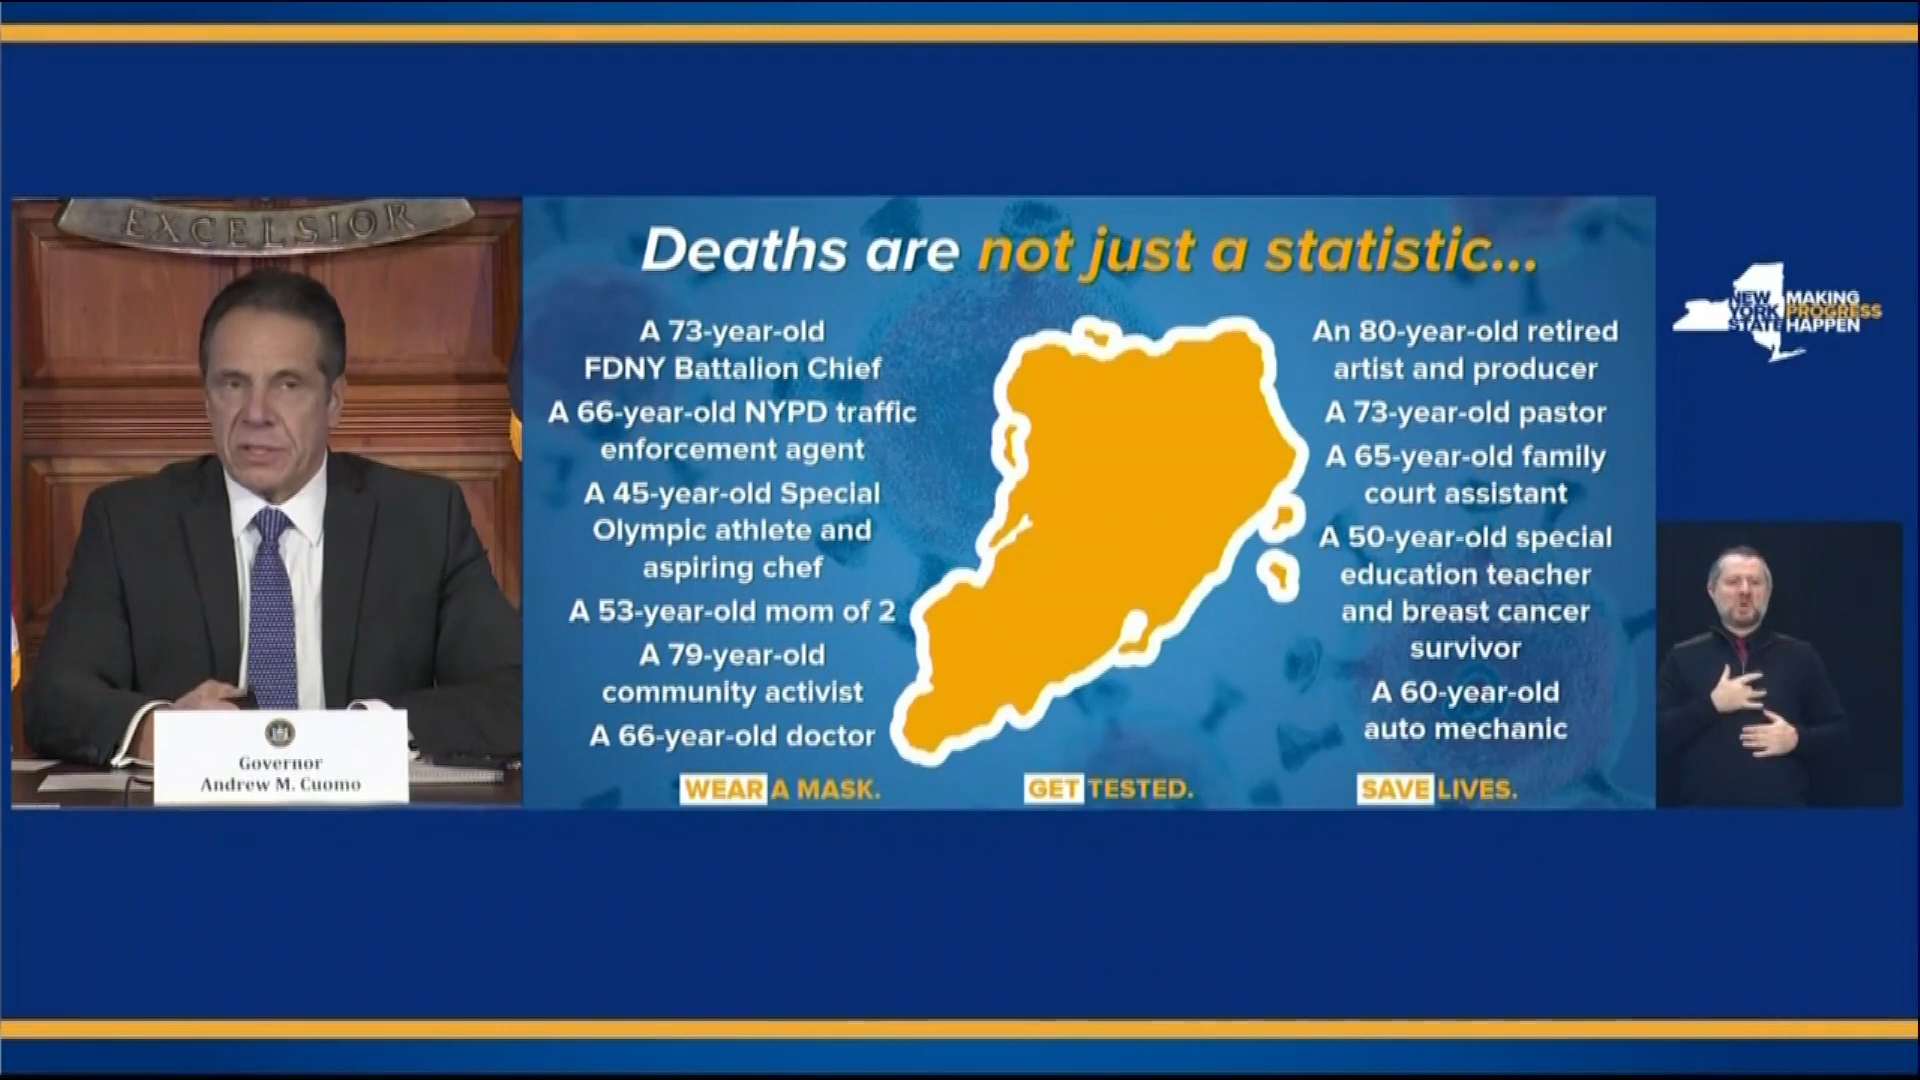 EXCELSIOR
Governor
Andrew M. Cuomo
Deaths are not just a statistic...
A 73-year-old
FDNY Battalion Chief
A 66-year-old NYPD traffic
enforcement agent
A 45-year-old Special
Olympic athlete and
aspiring chef
A 53-year-old mom of 2
A 79-year-old
community activist
A 66-year-old doctor
An 80-year-old retired
artist and producer
A 73-year-old pastor
A 65-year-old family
court assistant
A 50-year-old special
education teacher
and breast cancer
survivor
A 60-year-old
auto mechanic
WEAR A MASK.
GET TESTED.
SAVE LIVES.
NEW
YORK
STATE
MAKING
PROGRESS
HAPPEN